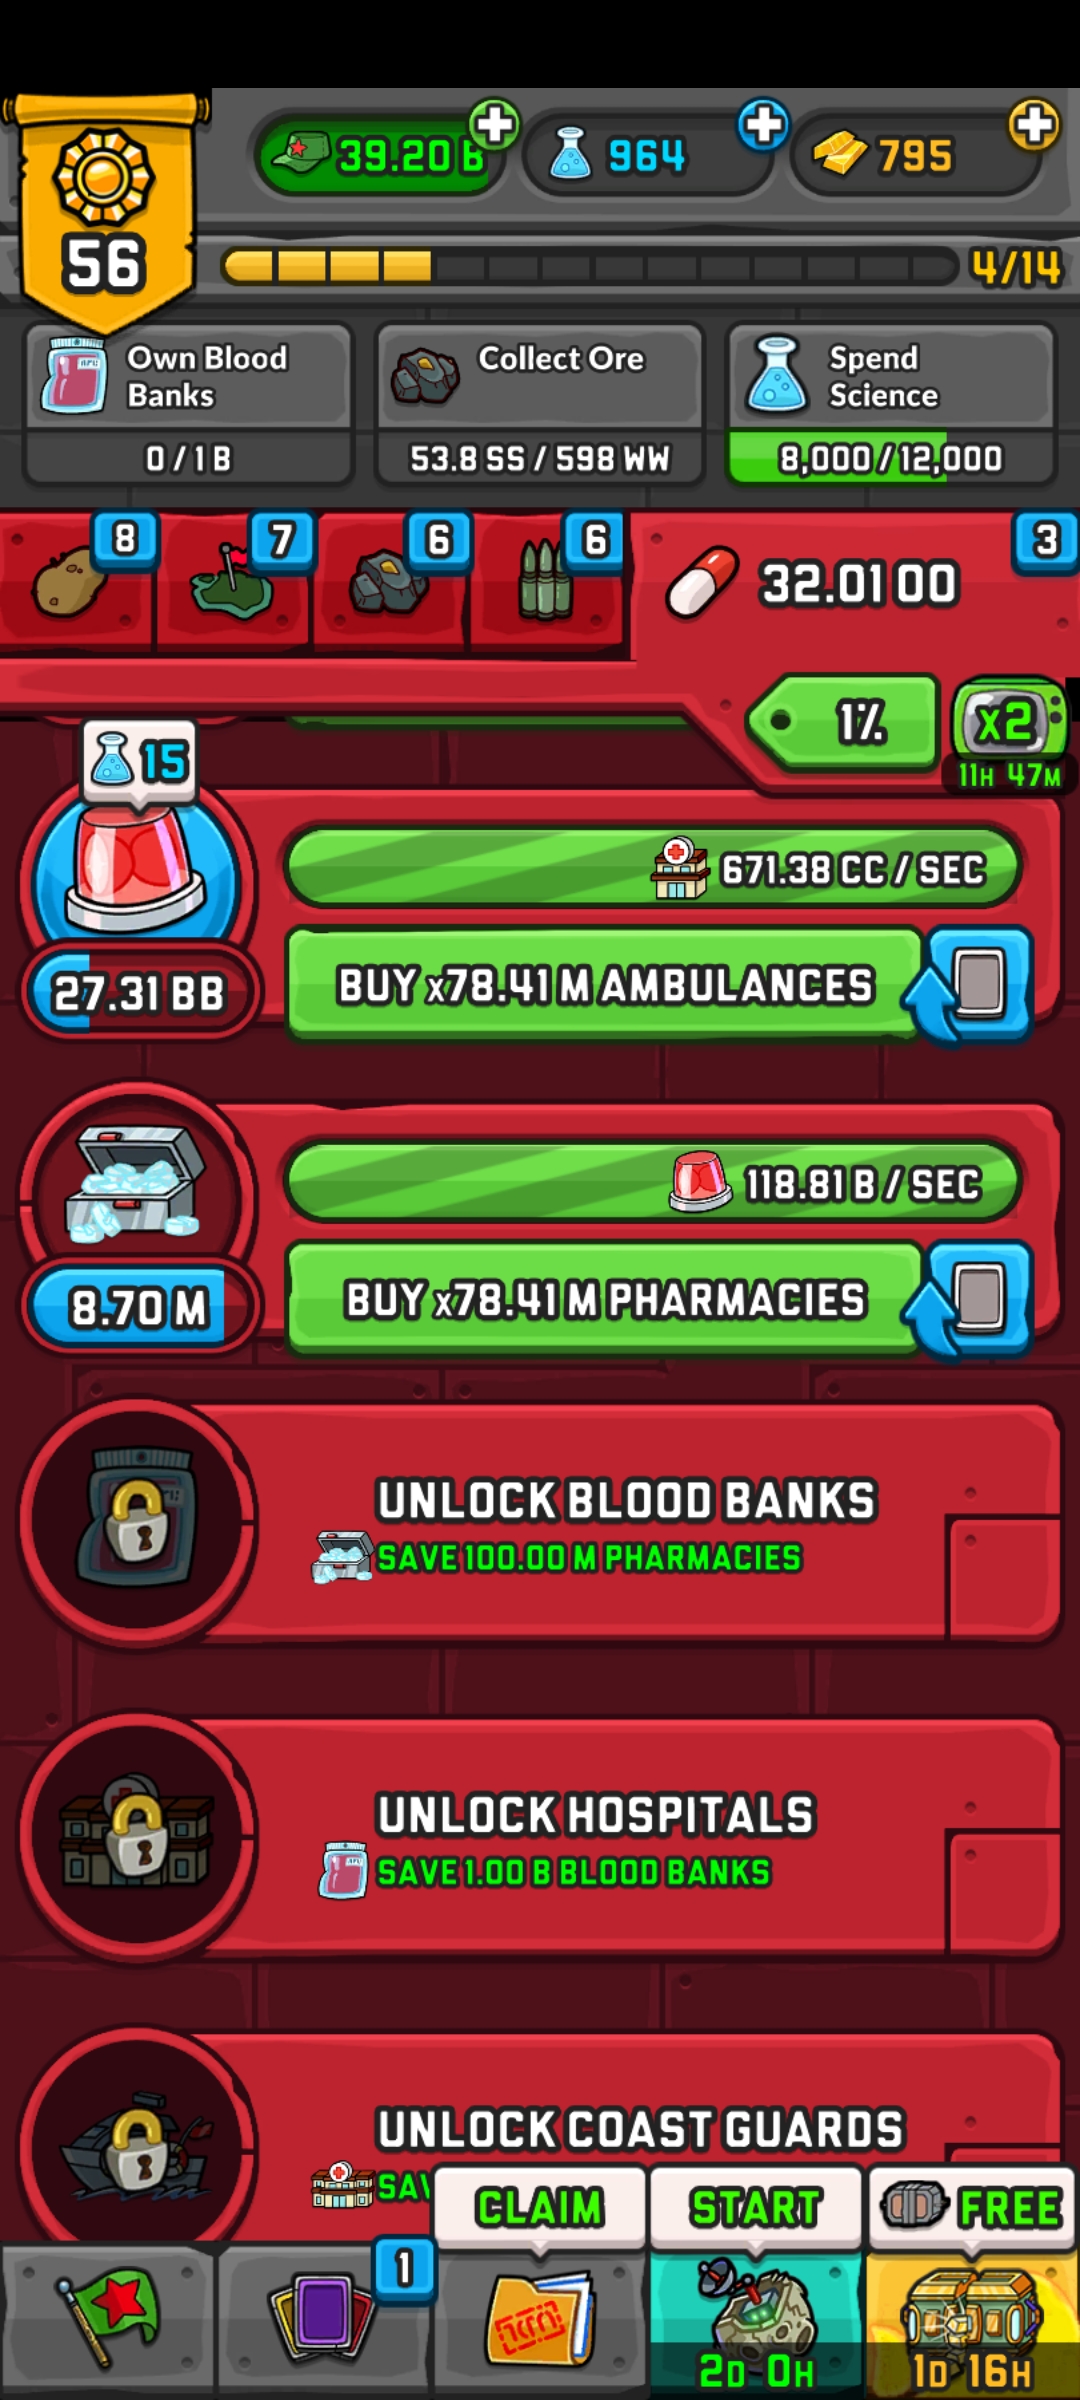 39.20 B
964
795
56
4/14
Own Blood Banks
0 / 1 B
Collect Ore
53.8 SS / 598 WW
Spend Science
8,000 / 12,000
8
7
6
6
32.01 OO
3
1%
x2
11H 47M
15
671.38 CC / SEC
27.31 BB
BUY x78.41 M AMBULANCES
118.81 B / SEC
8.70 M
BUY x78.41 M PHARMACIES
UNLOCK BLOOD BANKS
SAVE 100.00 M PHARMACIES
UNLOCK HOSPITALS
SAVE 1.00 B BLOOD BANKS
UNLOCK COAST GUARDS
CLAIM
START
FREE
1
2D 0H
1D 16H